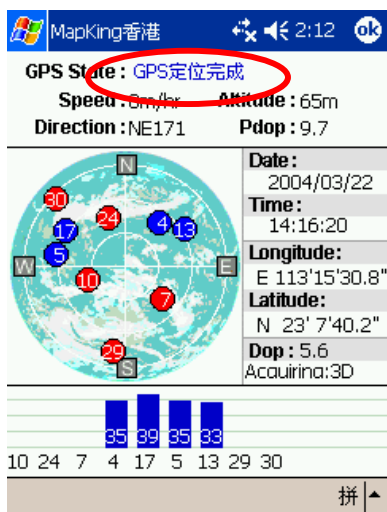 MapKing香港 2:12 ok
GPS State : GPS定位完成
Speed : 0m/hr Altitude : 65m
Direction : NE171 Pdop : 9.7
N
30
24
17
4
13
5
W
E
10
7
29
S
Date :
2004/03/22
Time :
14:16:20
Longitude:
E 113'15'30.8"
Latitude:
N 23' 7'40.2"
Dop : 5.6
Acquiring:3D
35 39 35 33
10 24 7 4 17 5 13 29 30
拼